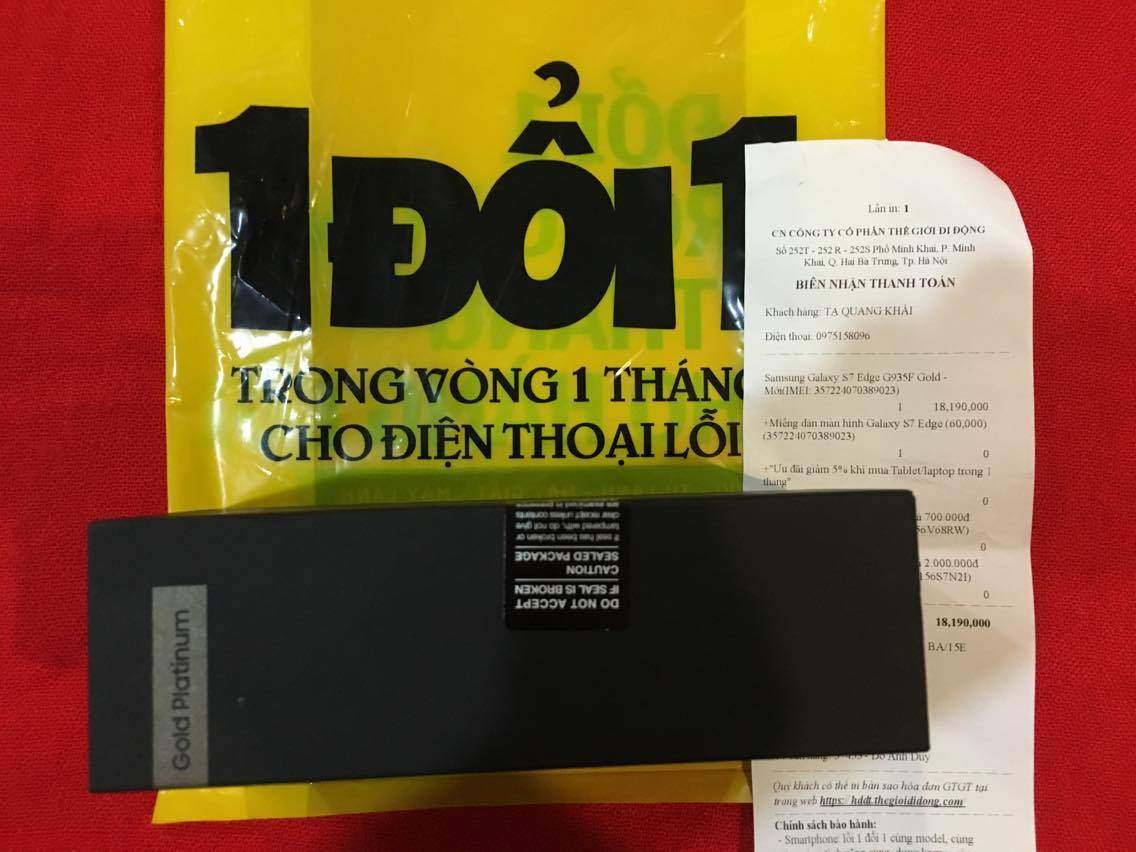 1 ĐỔI 1
TRONG VÒNG 1 THÁNG
CHO ĐIỆN THOẠI LỖI
Lần in: 1
CN CÔNG TY CỔ PHẦN THẾ GIỚI DI ĐỘNG
Số 252T - 252 R - 252S Phố Minh Khai, P. Minh
Khai, Q. Hai Bà Trưng, Tp. Hà Nội
BIÊN NHẬN THANH TOÁN
Khách hàng: TẠ QUANG KHẢI
Điện thoại: 0975158096
Samsung Galaxy S7 Edge G935F Gold -
Mới(IMEI: 357224070389023)
1 18,190,000
+Miếng dán màn hình Galaxy S7 Edge (60,000)
(357224070389023)
1 0
+"Ưu đãi giảm 5% khi mua Tablet/laptop trong 1
tháng"
0
700.000đ
56V68RW)
0
2.000.000đ
156S7N2I)
0
18,190,000
BA/15E
Đỗ Anh Duy
Quý khách có thể in bản sao hóa đơn GTGT tại
trang web https://hddt.thegioididong.com
Chính sách bảo hành:
- Smartphone lỗi 1 đổi 1 cùng model, cùng
Gold Platinum
DO NOT ACCEPT
IF SEAL IS BROKEN
CAUTION
SEALED PACKAGE
If seal has been broken or
tampered with, do not give
clear receipt unless contents
are examined in presence